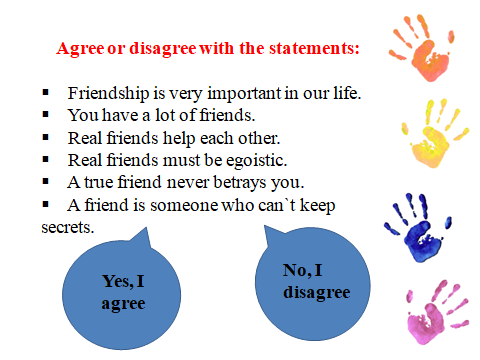 Agree or disagree with the statements:
▪ Friendship is very important in our life.
▪ You have a lot of friends.
▪ Real friends help each other.
▪ Real friends must be egoistic.
▪ A true friend never betrays you.
▪ A friend is someone who can`t keep
secrets.
Yes, I
agree
No, I
disagree